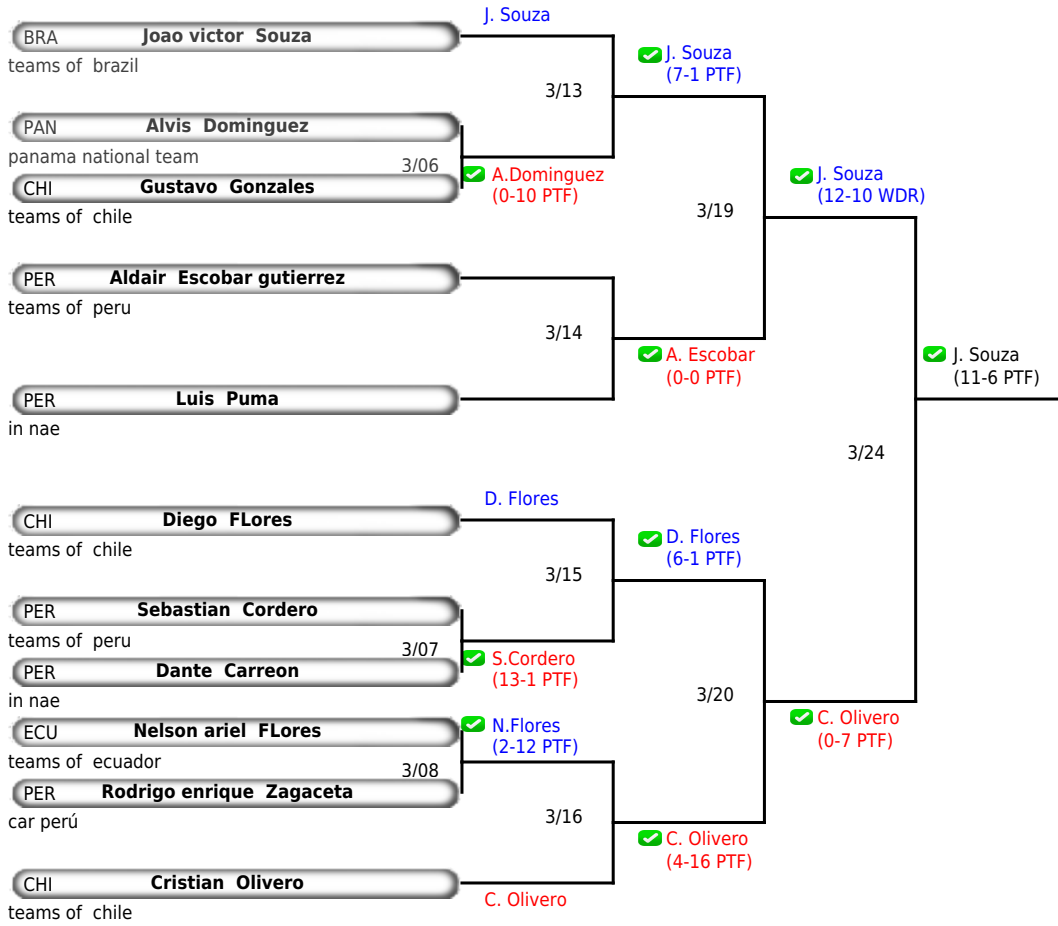 J. Souza
BRA Joao victor Souza
teams of brazil
J. Souza
(7-1 PTF)
3/13
PAN Alvis Dominguez
panama national team
3/06
CHI Gustavo Gonzales
teams of chile
A.Dominguez
(0-10 PTF)
J. Souza
(12-10 WDR)
3/19
PER Aldair Escobar gutierrez
teams of peru
3/14
A. Escobar
(0-0 PTF)
J. Souza
(11-6 PTF)
PER Luis Puma
in nae
3/24
D. Flores
CHI Diego FLores
teams of chile
D. Flores
(6-1 PTF)
3/15
PER Sebastian Cordero
teams of peru
3/07
PER Dante Carreon
in nae
S.Cordero
(13-1 PTF)
3/20
C. Olivero
(0-7 PTF)
ECU Nelson ariel FLores
teams of ecuador
N.Flores
(2-12 PTF)
3/08
PER Rodrigo enrique Zagaceta
car perú
3/16
C. Olivero
(4-16 PTF)
CHI Cristian Olivero
teams of chile
C. Olivero